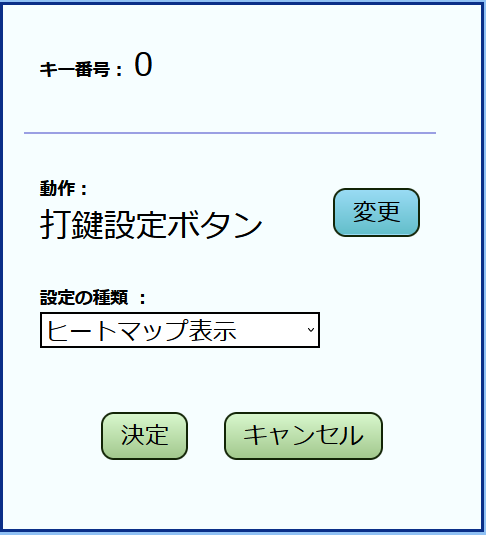 キー番号： 0
動作：
打鍵設定ボタン
変更
設定の種類 ：
ヒートマップ表示
決定
キャンセル